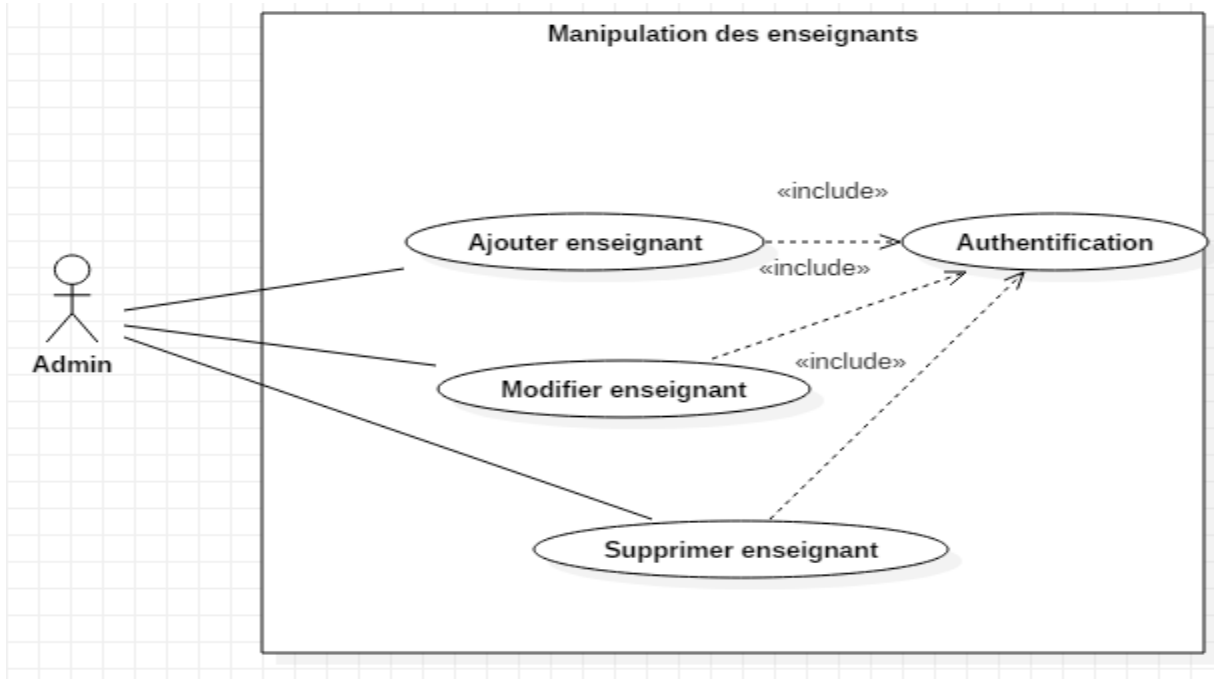 Manipulation des enseignants
«include»
Ajouter enseignant
Authentification
«include»
Admin
«include»
Modifier enseignant
Supprimer enseignant